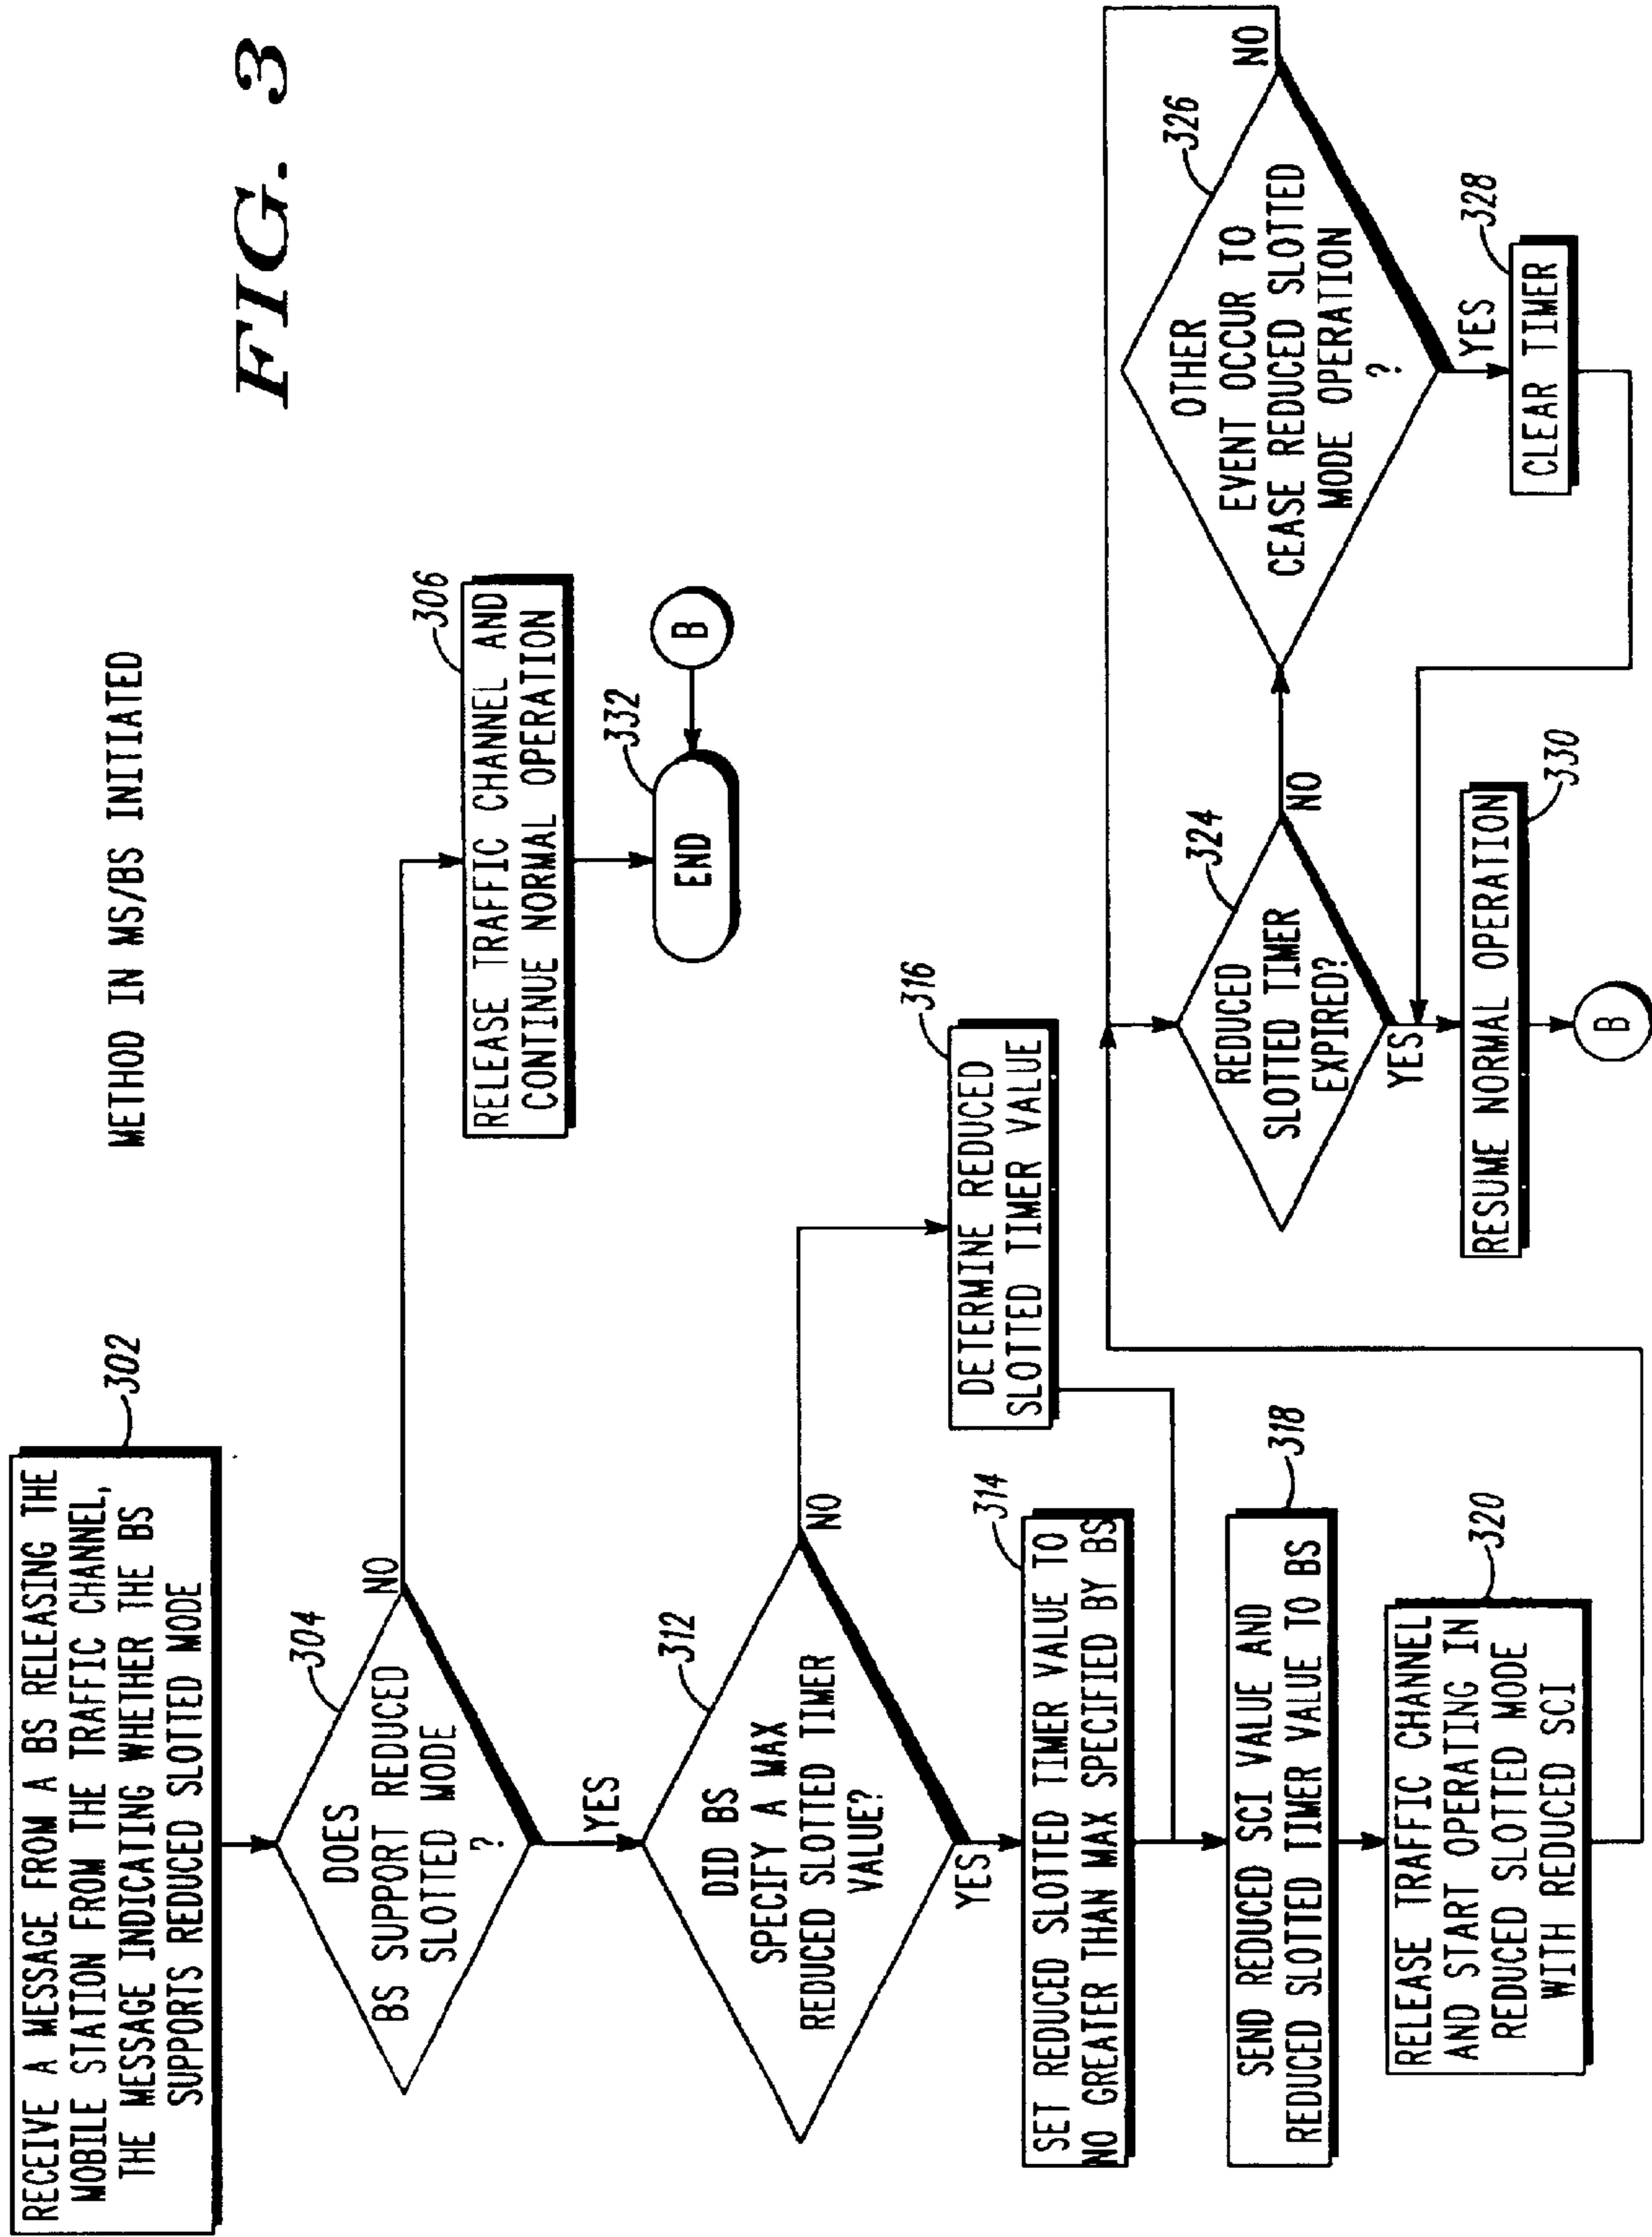 FIG. 3
METHOD IN MS/BS INITIATED
RECEIVE A MESSAGE FROM A BS RELEASING THE
MOBILE STATION FROM THE TRAFFIC CHANNEL,
THE MESSAGE INDICATING WHETHER THE BS
SUPPORTS REDUCED SLOTTED MODE
302
DOES
BS SUPPORT REDUCED
SLOTTED MODE
?
304
NO
YES
RELEASE TRAFFIC CHANNEL AND
CONTINUE NORMAL OPERATION
306
END
332
B
DID BS
SPECIFY A MAX
REDUCED SLOTTED TIMER
VALUE?
312
NO
YES
DETERMINE REDUCED
SLOTTED TIMER VALUE
316
SET REDUCED SLOTTED TIMER VALUE TO
NO GREATER THAN MAX SPECIFIED BY BS
314
SEND REDUCED SCI VALUE AND
REDUCED SLOTTED TIMER VALUE TO BS
318
RELEASE TRAFFIC CHANNEL
AND START OPERATING IN
REDUCED SLOTTED MODE
WITH REDUCED SCI
320
REDUCED
SLOTTED TIMER
EXPIRED?
324
NO
YES
OTHER
EVENT OCCUR TO
CEASE REDUCED SLOTTED
MODE OPERATION
?
326
NO
YES
CLEAR TIMER
328
RESUME NORMAL OPERATION
330
B